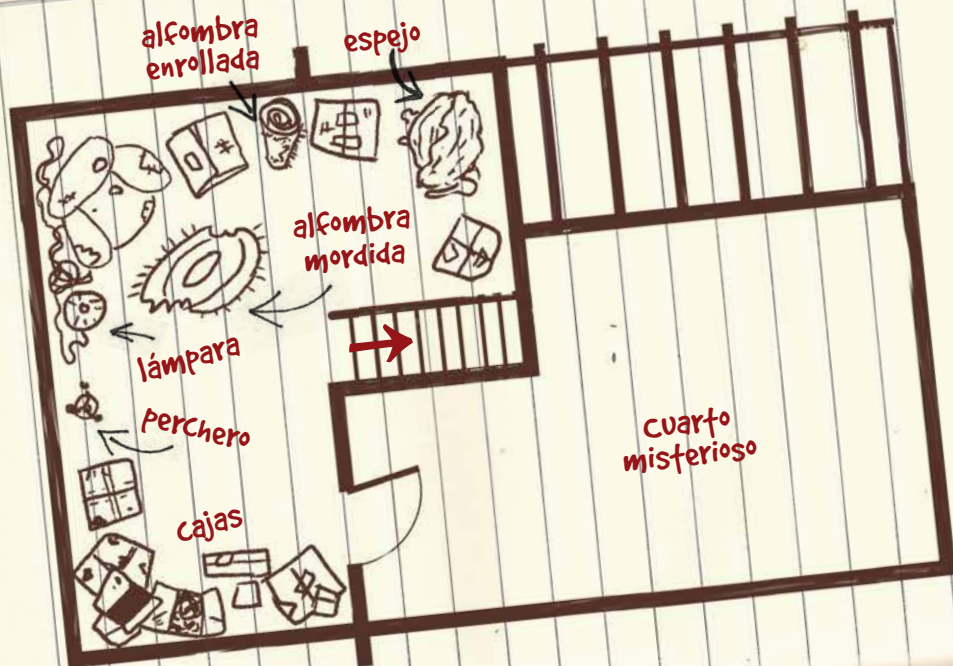 alfombra
enrollada
espejo
alfombra
mordida
lámpara
perchero
cajas
cuarto
misterioso